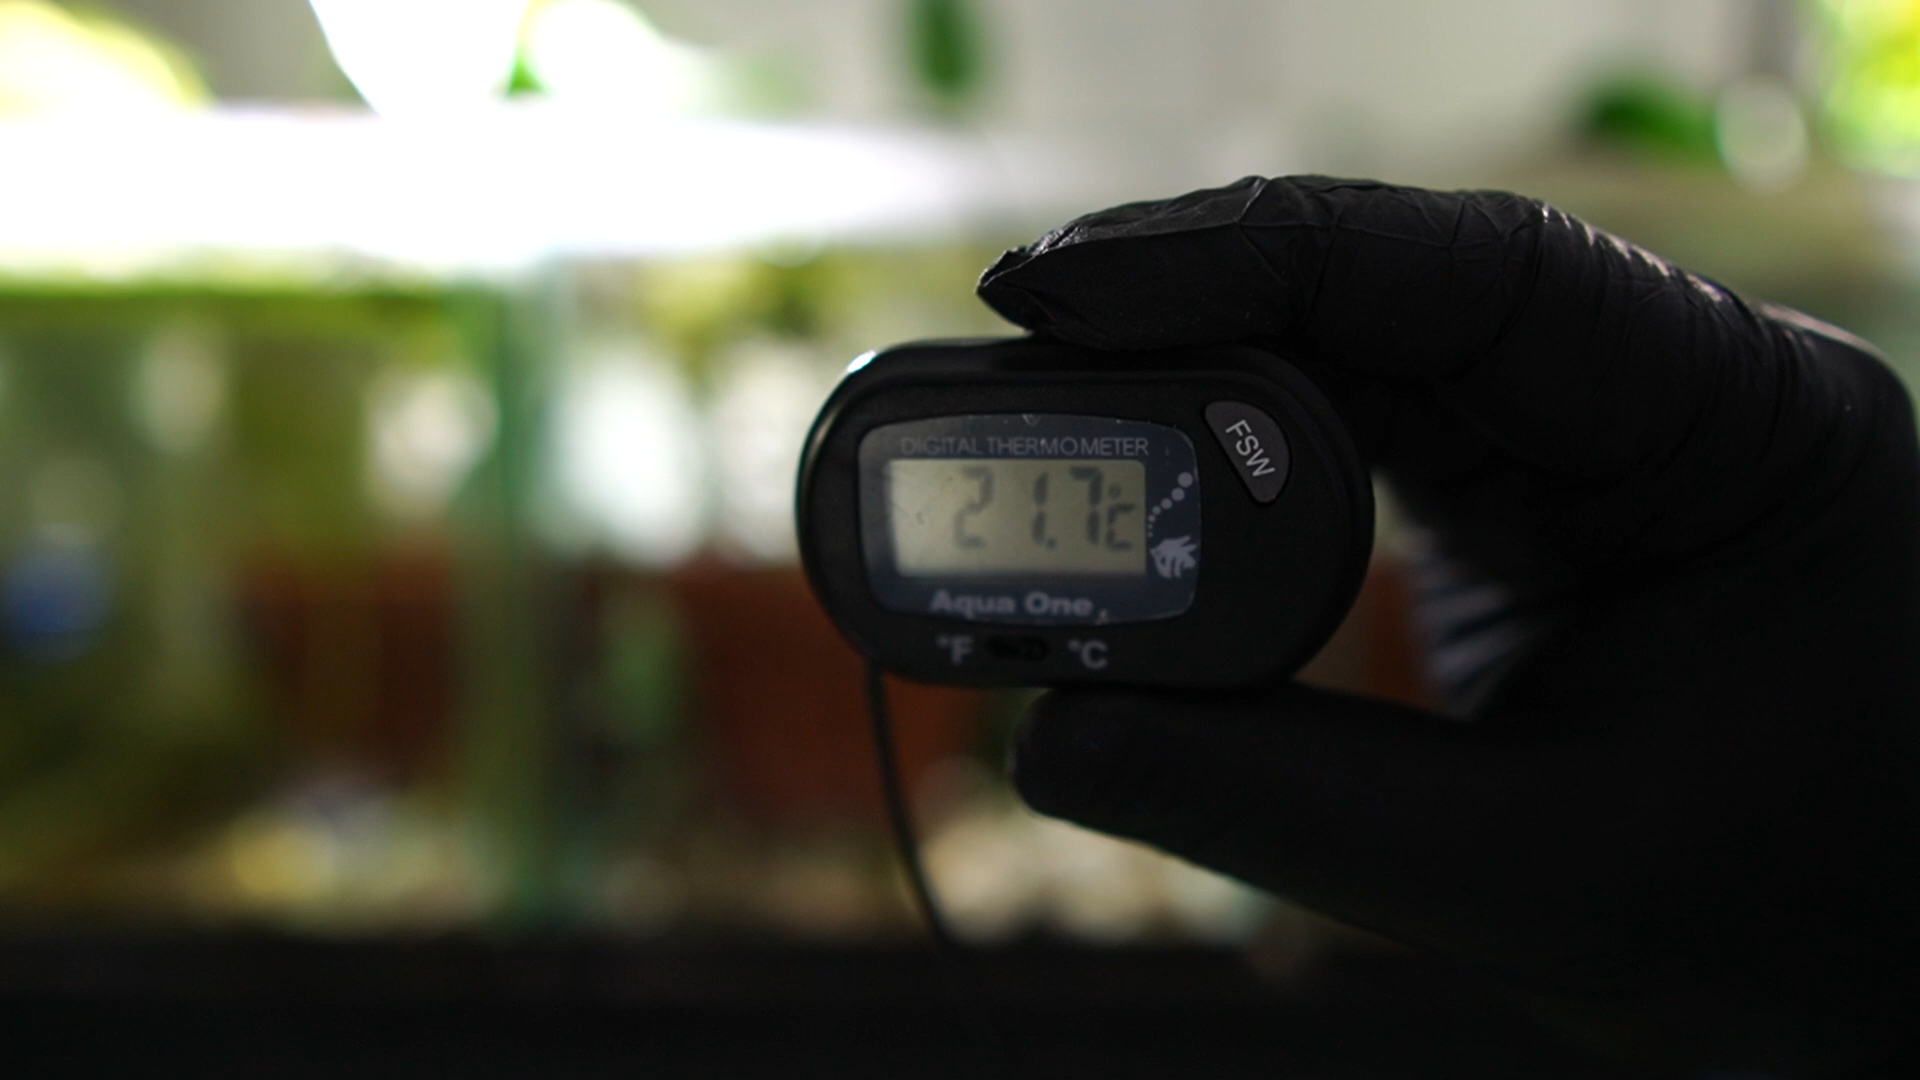 DIGITAL THERMOMETER
FSW
21.7°C
Aqua One
°F °C